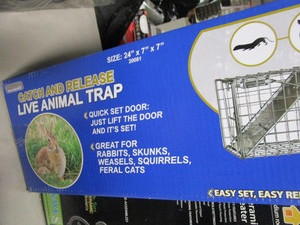 SIZE: 24" x 7" x 7"
20081
CATCH AND RELEASE
LIVE ANIMAL TRAP
QUICK SET DOOR:
JUST LIFT THE DOOR
AND IT'S SET!
GREAT FOR
RABBITS, SKUNKS,
WEASELS, SQUIRRELS,
FERAL CATS
EASY SET, EASY RE